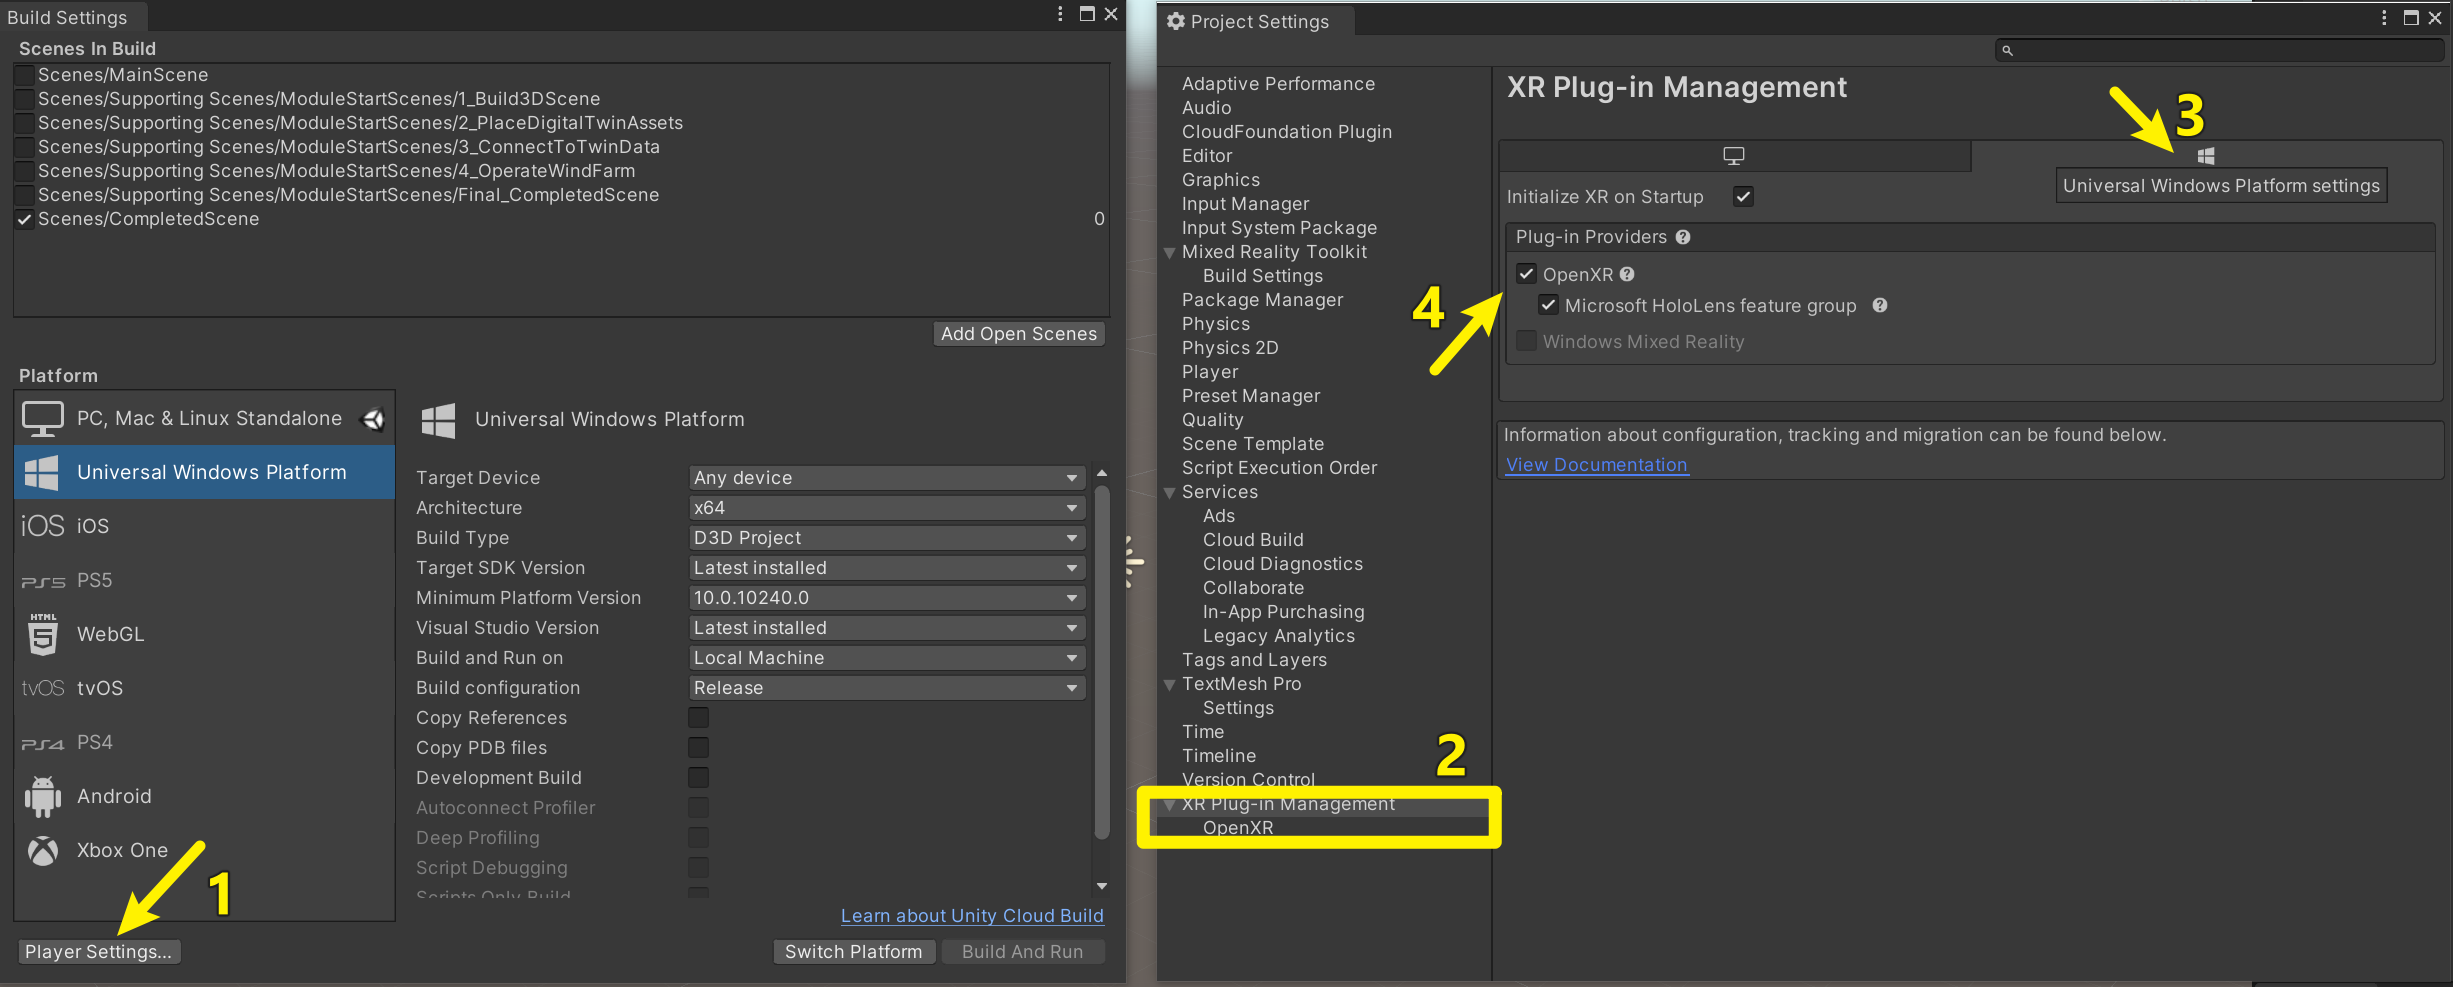 Build Settings
Scenes In Build
Scenes/MainScene
Scenes/Supporting Scenes/ModuleStartScenes/1_Build3DScene
Scenes/Supporting Scenes/ModuleStartScenes/2_PlaceDigitalTwinAssets
Scenes/Supporting Scenes/ModuleStartScenes/3_ConnectToTwinData
Scenes/Supporting Scenes/ModuleStartScenes/4_OperateWindFarm
Scenes/Supporting Scenes/ModuleStartScenes/Final_CompletedScene
Scenes/CompletedScene 0
Add Open Scenes
Platform
PC, Mac & Linux Standalone
Universal Windows Platform
iOS iOS
PS5 PS5
HTML 5 WebGL
tvOS tvOS
PS4 PS4
Android
Xbox One
1
Player Settings...
Universal Windows Platform
Target Device Any device
Architecture x64
Build Type D3D Project
Target SDK Version Latest installed
Minimum Platform Version 10.0.10240.0
Visual Studio Version Latest installed
Build and Run on Local Machine
Build configuration Release
Copy References
Copy PDB files
Development Build
Autoconnect Profiler
Deep Profiling
Script Debugging
Scripts Only Build
Learn about Unity Cloud Build
Switch Platform Build And Run
Project Settings
Adaptive Performance
Audio
CloudFoundation Plugin
Editor
Graphics
Input Manager
Input System Package
Mixed Reality Toolkit
Build Settings
Package Manager
Physics
Physics 2D
Player
Preset Manager
Quality
Scene Template
Script Execution Order
Services
Ads
Cloud Build
Cloud Diagnostics
Collaborate
In-App Purchasing
Legacy Analytics
Tags and Layers
TextMesh Pro
Settings
Time
Timeline
Version Control
2
XR Plug-in Management
OpenXR
XR Plug-in Management
3
Universal Windows Platform settings
Initialize XR on Startup
Plug-in Providers ?
4
OpenXR ?
Microsoft HoloLens feature group ?
Windows Mixed Reality
Information about configuration, tracking and migration can be found below.
View Documentation